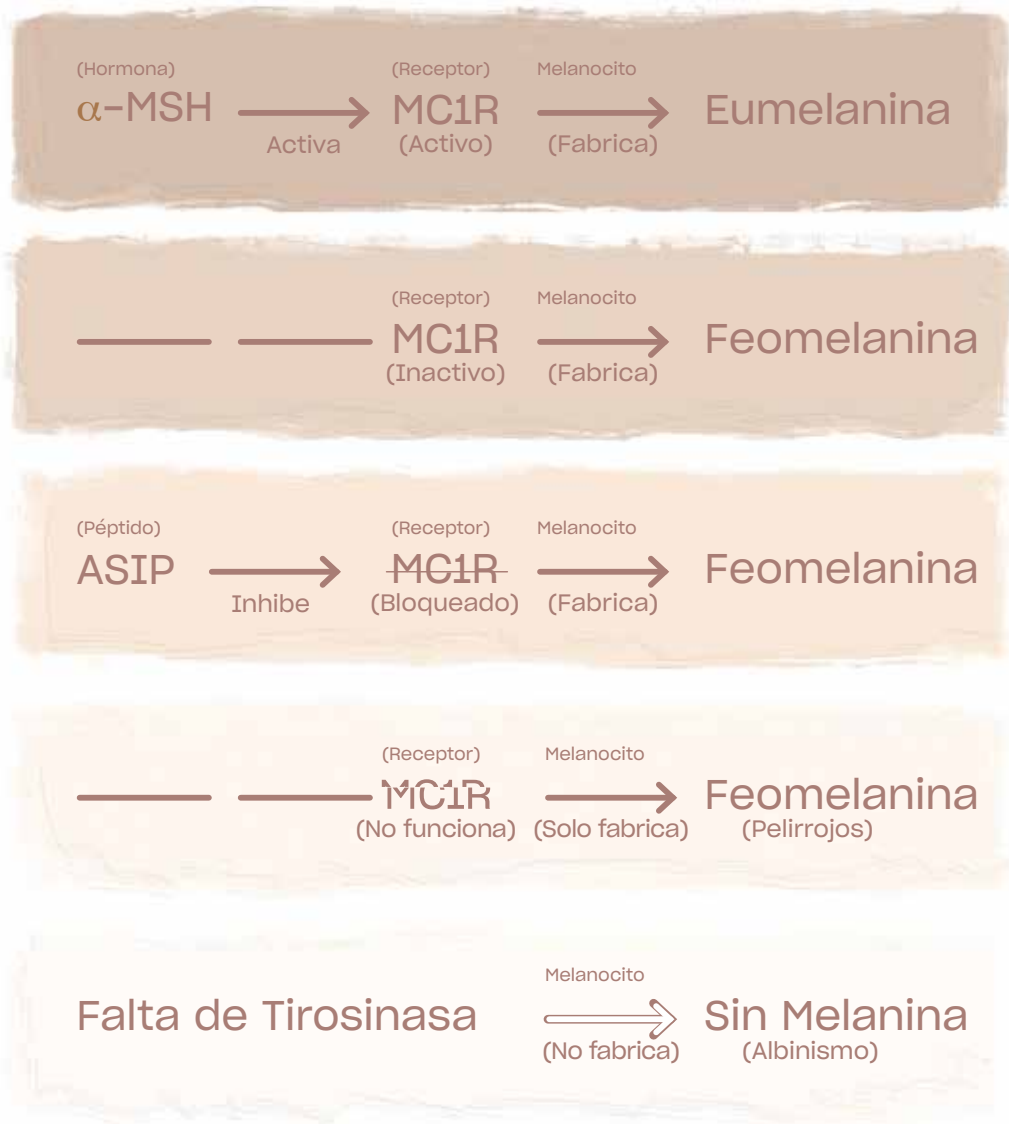 (Hormona) (Receptor) Melanocito
α-MSH MC1R Eumelanina
Activa (Activo) (Fabrica)
(Receptor) Melanocito
MC1R Feomelanina
(Inactivo) (Fabrica)
(Péptido) (Receptor) Melanocito
ASIP MC1R Feomelanina
Inhibe (Bloqueado) (Fabrica)
(Receptor) Melanocito
MC1R Feomelanina
(No funciona) (Solo fabrica) (Pelirrojos)
Melanocito
Falta de Tirosinasa Sin Melanina
(No fabrica) (Albinismo)